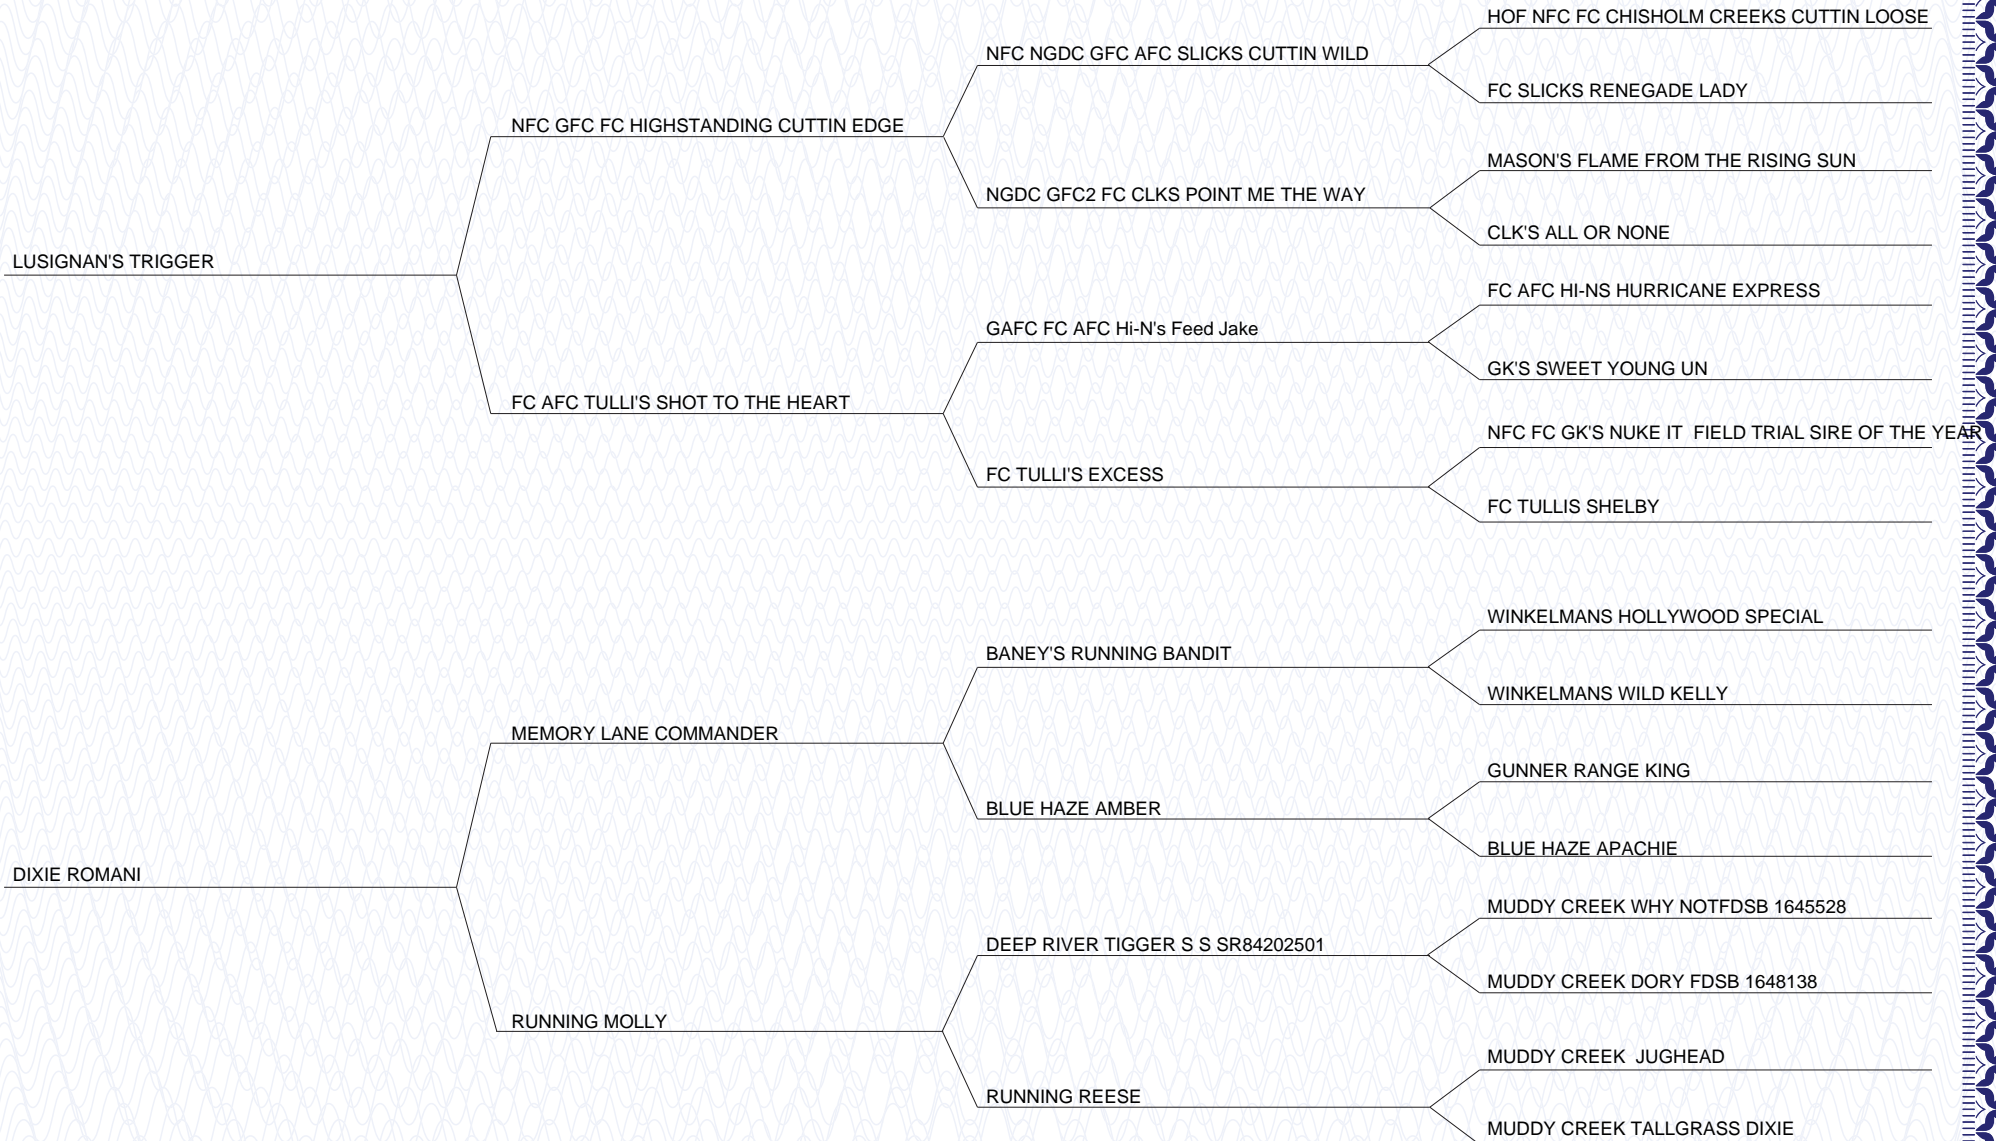 HOF NFC FC CHISHOLM CREEKS CUTTIN LOOSE
NFC NGDC GFC AFC SLICKS CUTTIN WILD
FC SLICKS RENEGADE LADY
NFC GFC FC HIGHSTANDING CUTTIN EDGE
MASON'S FLAME FROM THE RISING SUN
NGDC GFC2 FC CLKS POINT ME THE WAY
CLK'S ALL OR NONE
LUSIGNAN'S TRIGGER
FC AFC HI-NS HURRICANE EXPRESS
GAFC FC AFC Hi-N's Feed Jake
GK'S SWEET YOUNG UN
FC AFC TULLI'S SHOT TO THE HEART
NFC FC GK'S NUKE IT  FIELD TRIAL SIRE OF THE YEAR
FC TULLI'S EXCESS
FC TULLIS SHELBY
WINKELMANS HOLLYWOOD SPECIAL
BANEY'S RUNNING BANDIT
WINKELMANS WILD KELLY
MEMORY LANE COMMANDER
GUNNER RANGE KING
BLUE HAZE AMBER
BLUE HAZE APACHIE
DIXIE ROMANI
MUDDY CREEK WHY NOTFDSB 1645528
DEEP RIVER TIGGER S S SR84202501
MUDDY CREEK DORY FDSB 1648138
RUNNING MOLLY
MUDDY CREEK  JUGHEAD
RUNNING REESE
MUDDY CREEK TALLGRASS DIXIE